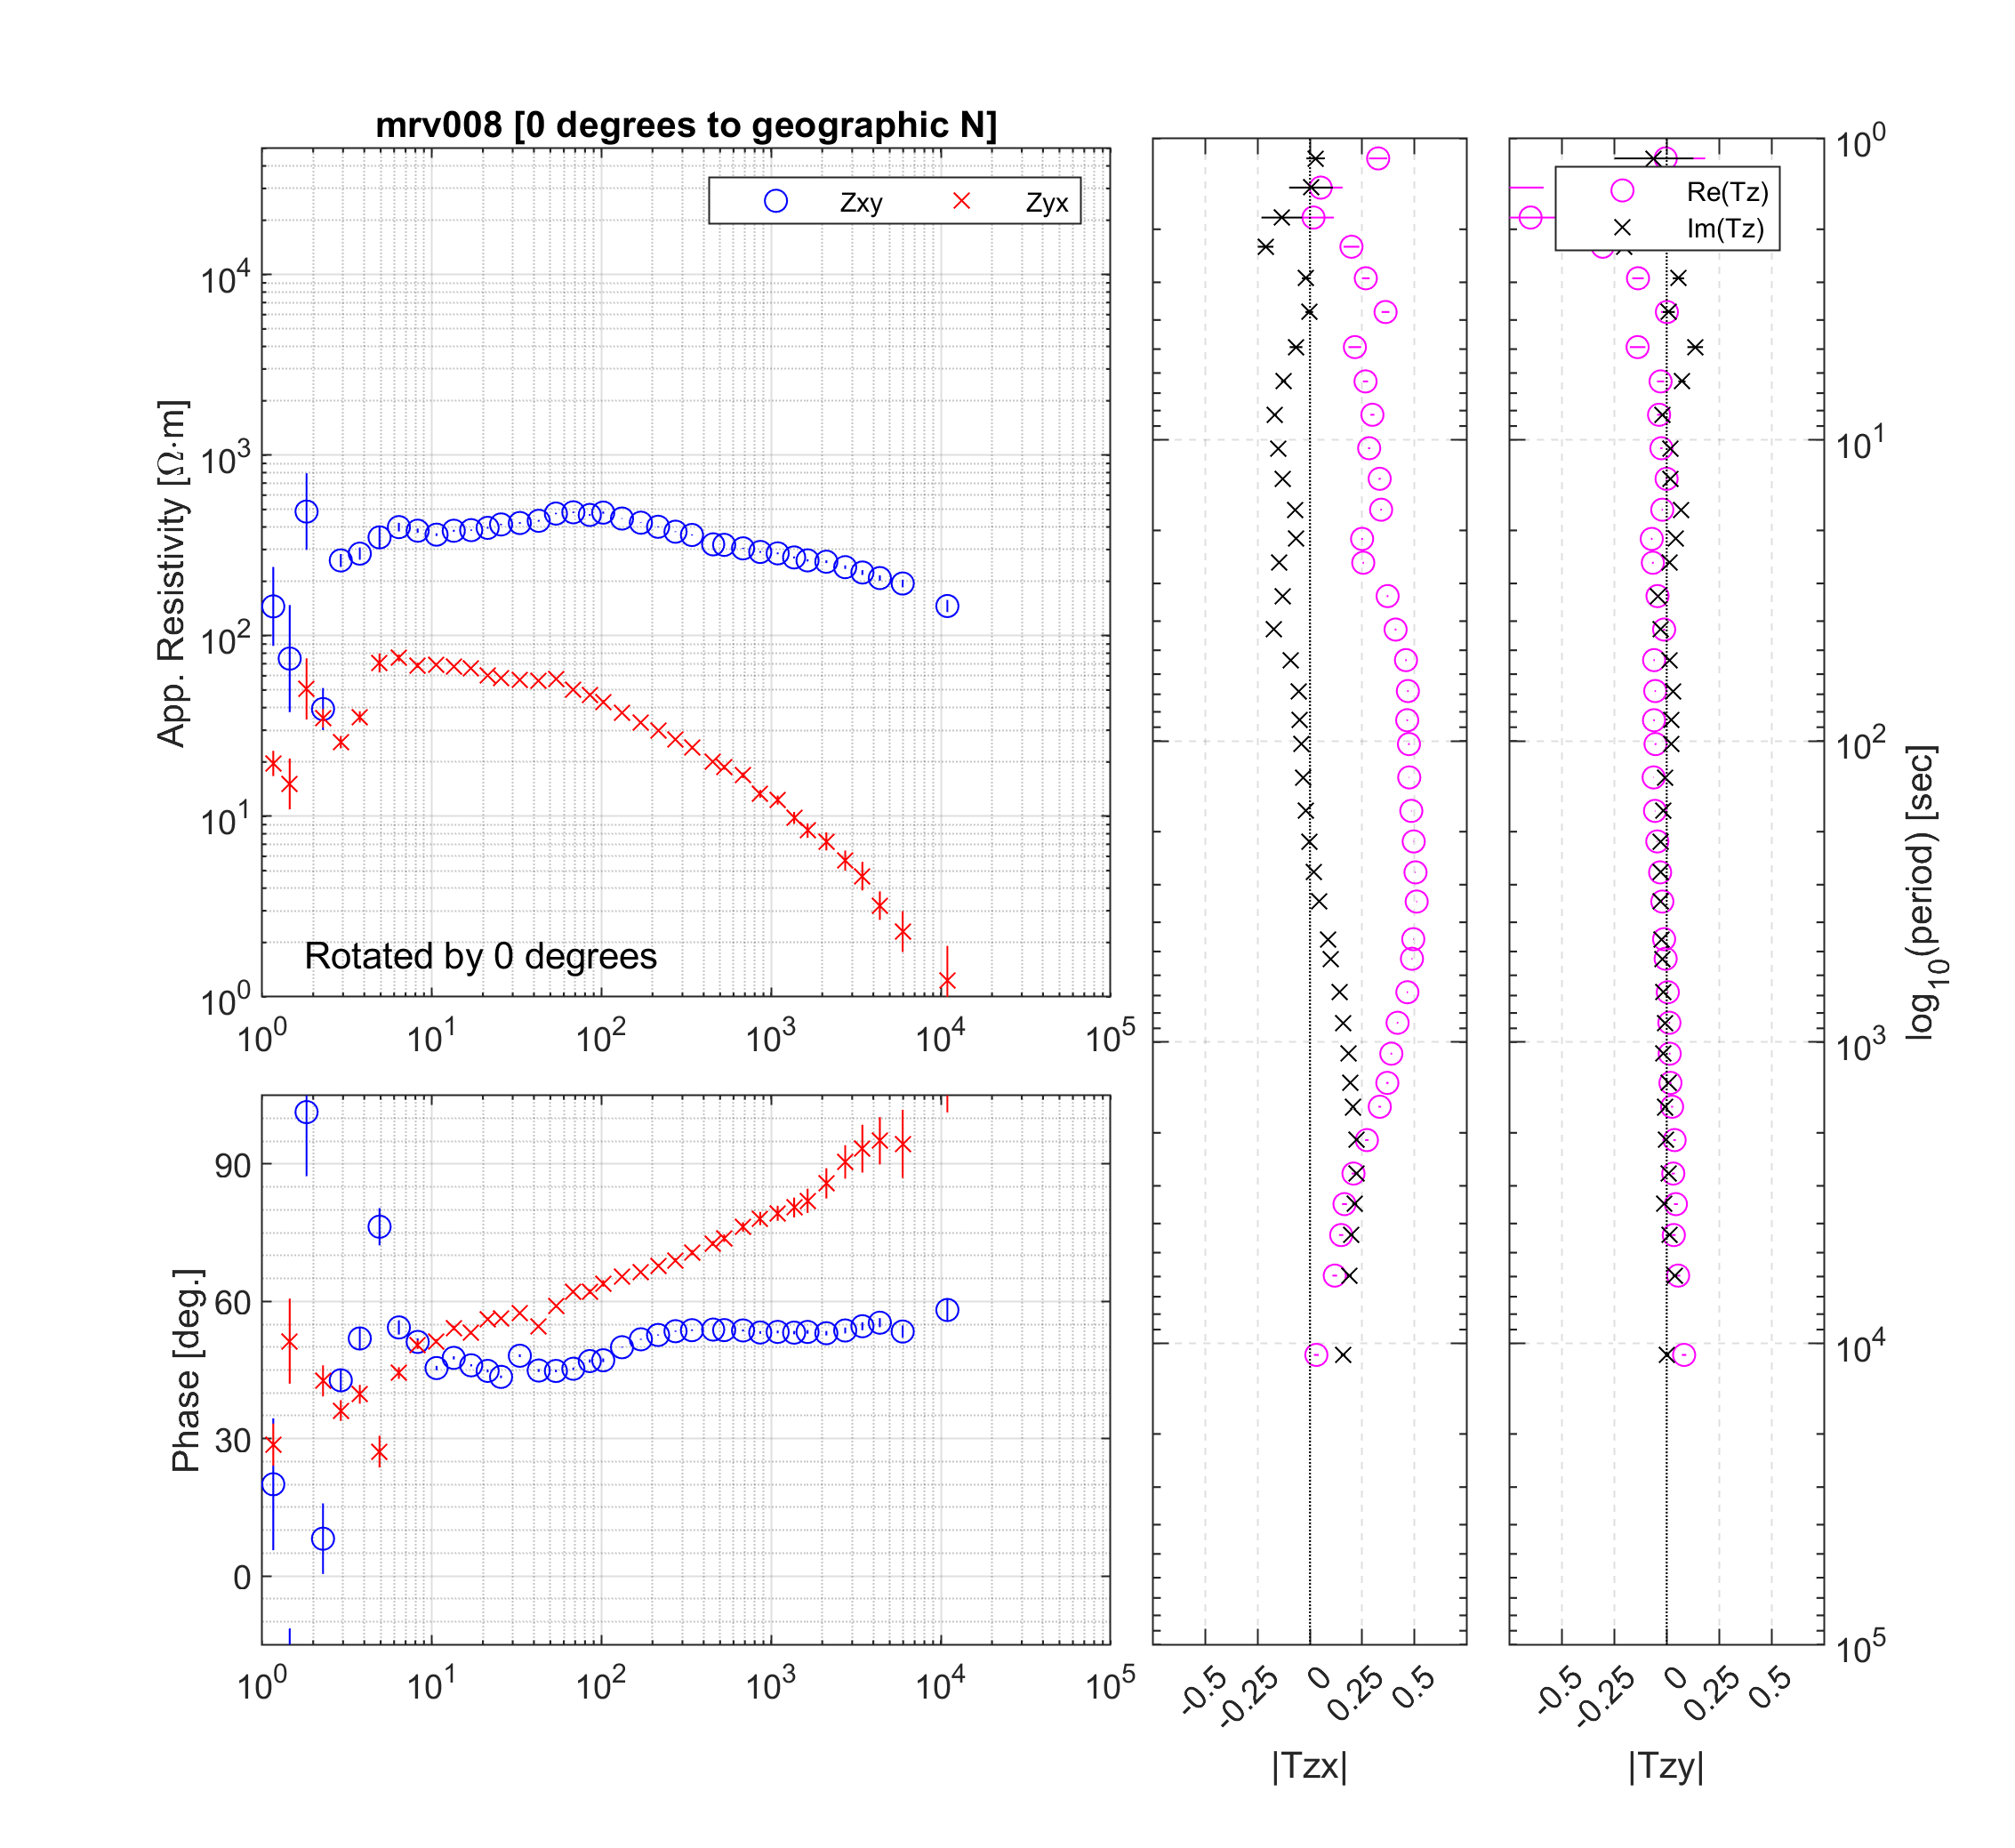 mrv008 [0 degrees to geographic N]
Zxy Zyx
App. Resistivity [Ω·m]
10^4
10^3
10^2
10^1
10^0
Rotated by 0 degrees
10^0 10^1 10^2 10^3 10^4 10^5
Phase [deg.]
90
60
30
0
10^0 10^1 10^2 10^3 10^4 10^5
-0.5 -0.25 0 0.25 0.5
|Tzx|
Re(Tz)
Im(Tz)
-0.5 -0.25 0 0.25 0.5
|Tzy|
10^0
10^1
10^2
10^3
10^4
10^5
log_10(period) [sec]